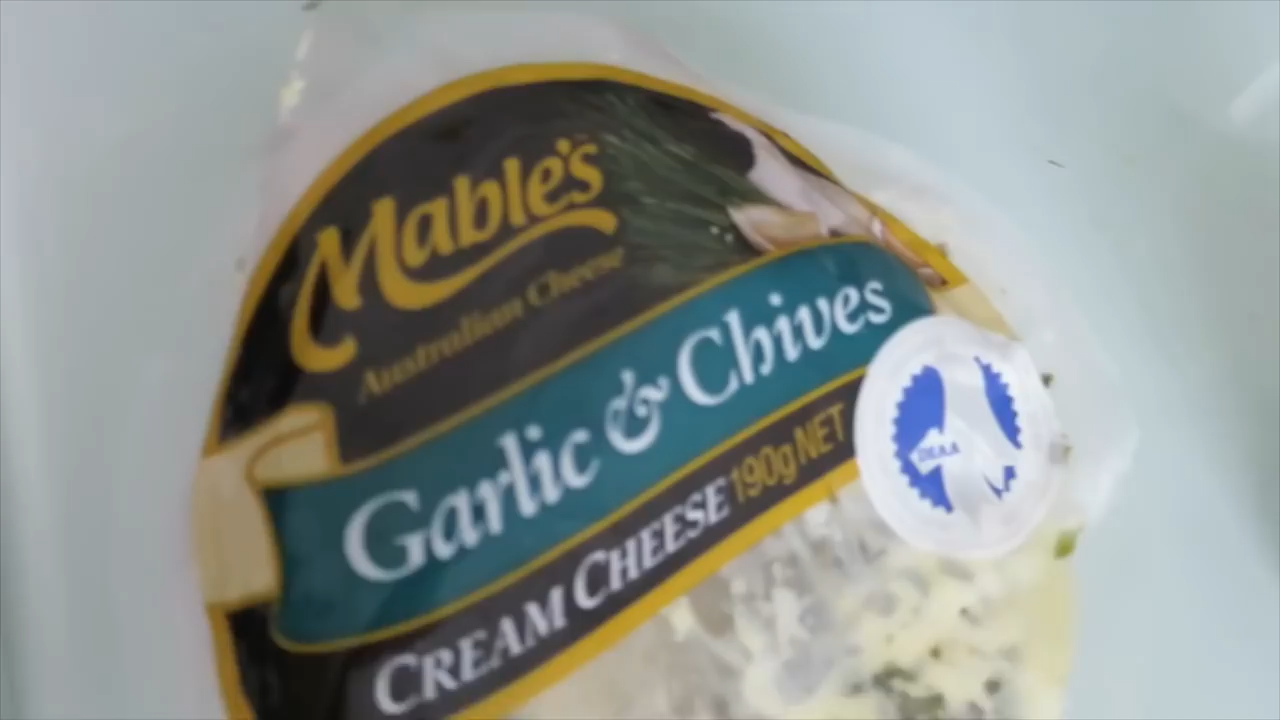 Mable's
Australian Cheese
Garlic & Chives
CREAM CHEESE 190g NET